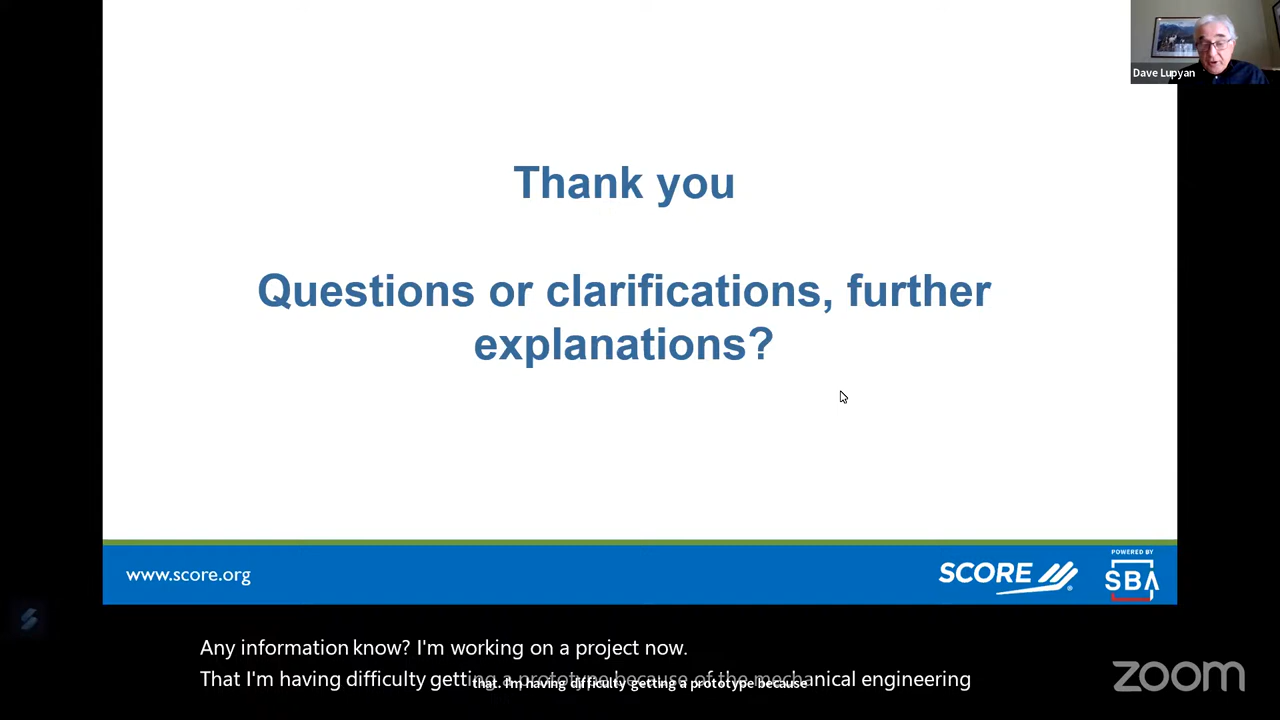 Dave Lupyan
Thank you
Questions or clarifications, further
explanations?
www.score.org
SCORE
POWERED BY
SBA
Any information know? I'm working on a project now.
That I'm having difficulty getting a prototype because of the mechanical engineering
that. I'm having difficulty getting a prototype because
zoom